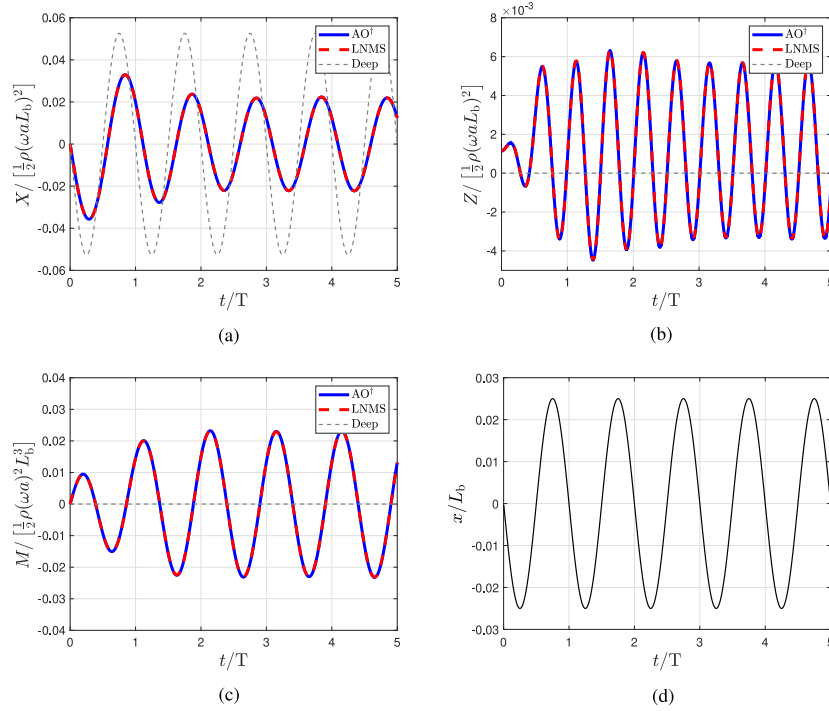 0.06
0.04
0.02
0
-0.02
-0.04
-0.06
X/ [½ρ(ωaL_b)²]
AO†
LNMS
Deep
0 1 2 3 4 5
t/T
(a)
×10⁻³
8
6
4
2
0
-2
-4
Z/ [½ρ(ωaL_b)²]
AO†
LNMS
Deep
0 1 2 3 4
t/T
(b)
0.04
0.03
0.02
0.01
0
-0.01
-0.02
-0.03
-0.04
M/ [½ρ(ωa)²L_b³]
AO†
LNMS
Deep
0 1 2 3 4 5
t/T
(c)
0.03
0.02
0.01
0
-0.01
-0.02
-0.03
x/L_b
0 1 2 3 4
t/T
(d)